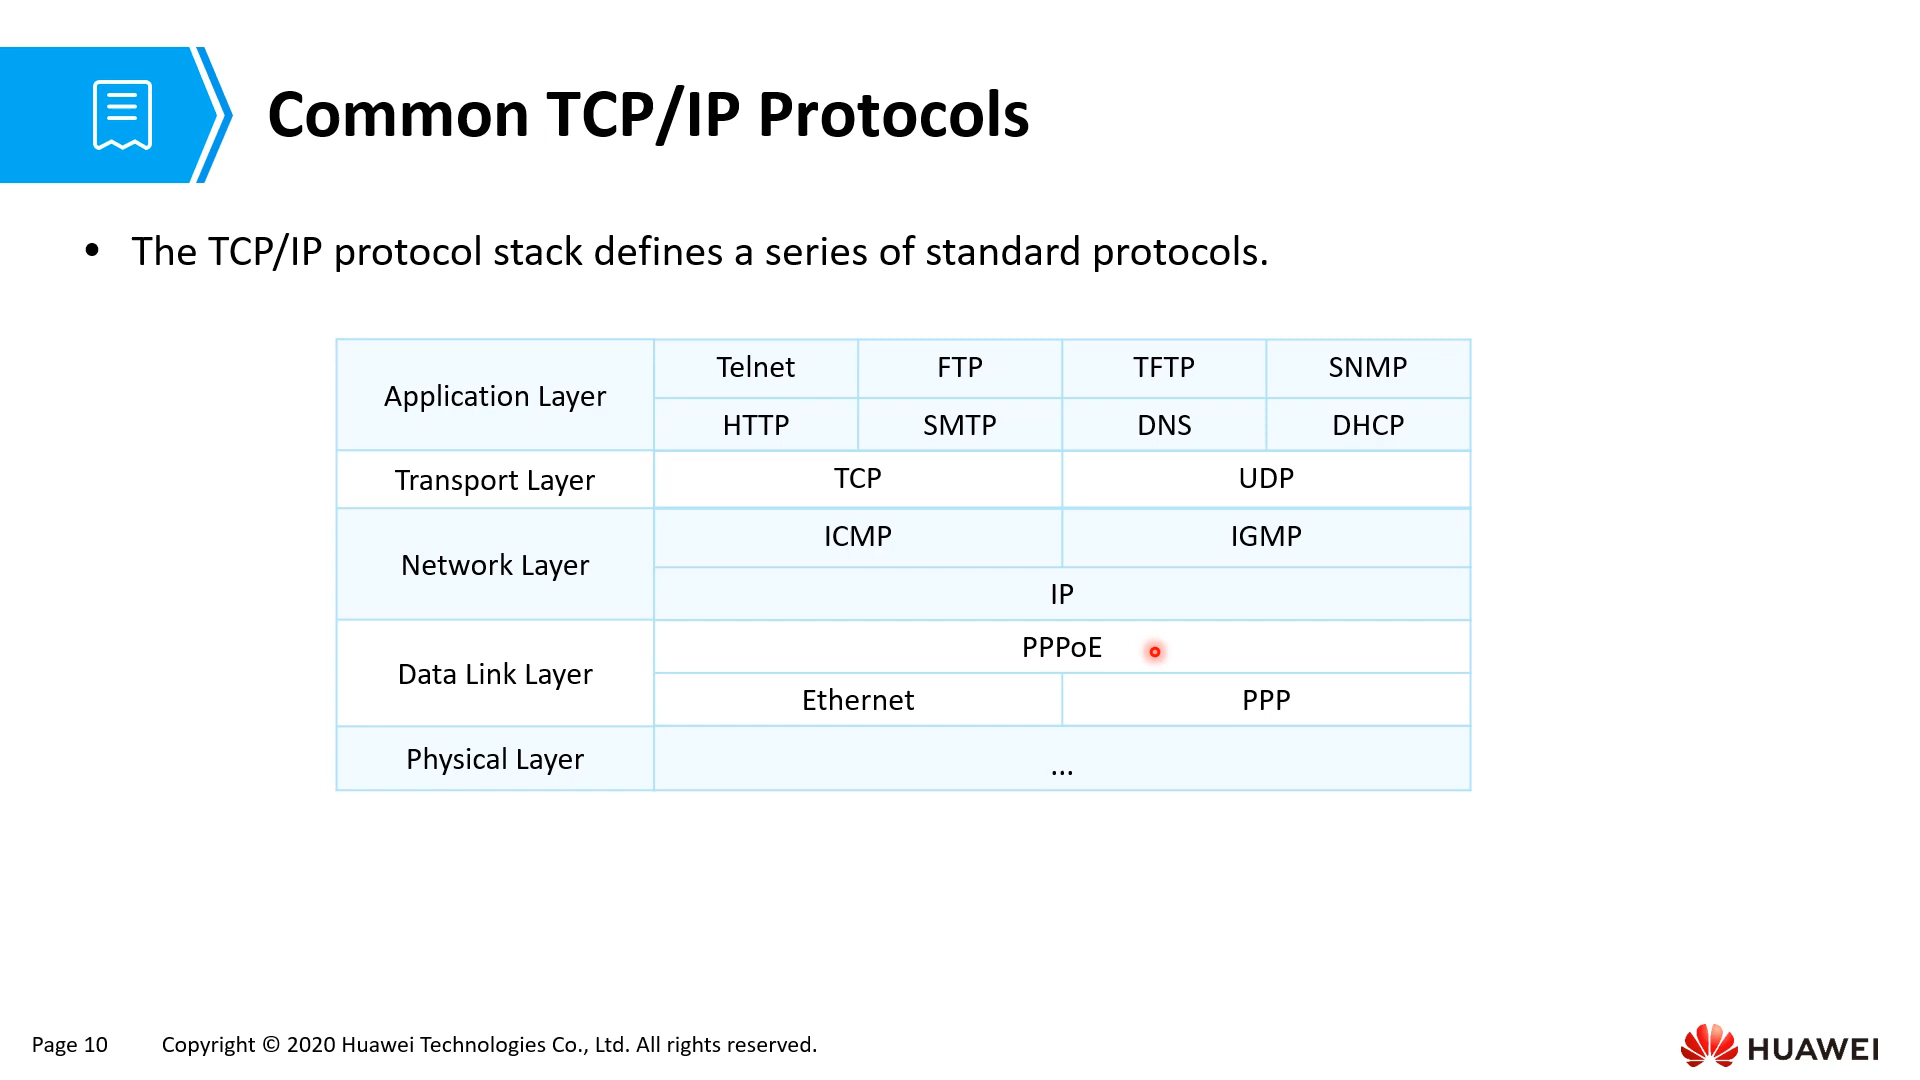 Common TCP/IP Protocols
• The TCP/IP protocol stack defines a series of standard protocols.
Application Layer
Telnet FTP TFTP SNMP
HTTP SMTP DNS DHCP
Transport Layer
TCP UDP
Network Layer
ICMP IGMP
IP
Data Link Layer
PPPoE
Ethernet PPP
Physical Layer
...
Page 10 Copyright © 2020 Huawei Technologies Co., Ltd. All rights reserved.
HUAWEI